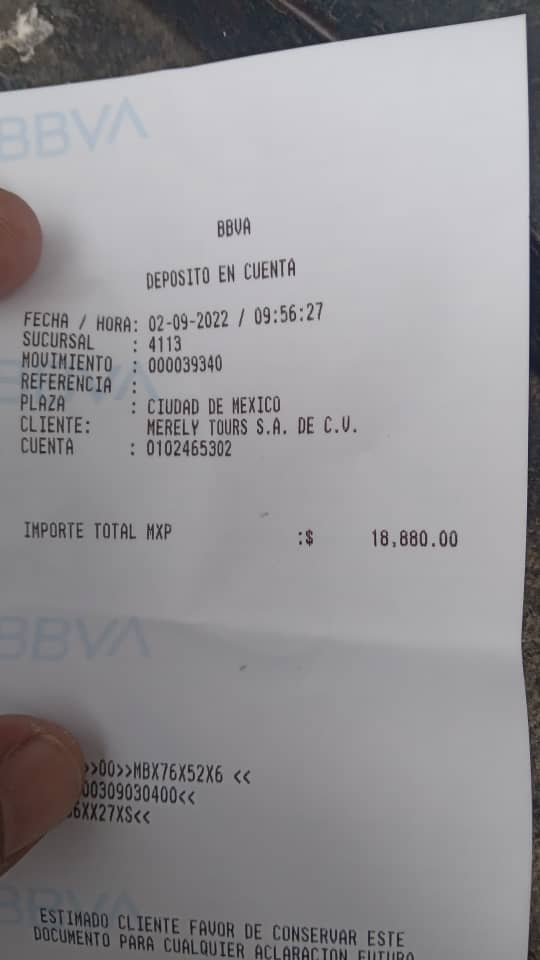 BBVA
BBVA
DEPOSITO EN CUENTA
FECHA / HORA: 02-09-2022 / 09:56:27
SUCURSAL : 4113
MOVIMIENTO : 000039340
REFERENCIA :
PLAZA : CIUDAD DE MEXICO
CLIENTE: MERELY TOURS S.A. DE C.V.
CUENTA : 0102465302
IMPORTE TOTAL MXP :$ 18,880.00
BBVA
>>00>>MBX76X52X6 <<
00309030400<<
6XX27XS<<
BBVA
ESTIMADO CLIENTE FAVOR DE CONSERVAR ESTE
DOCUMENTO PARA CUALQUIER ACLARACION FUTURA